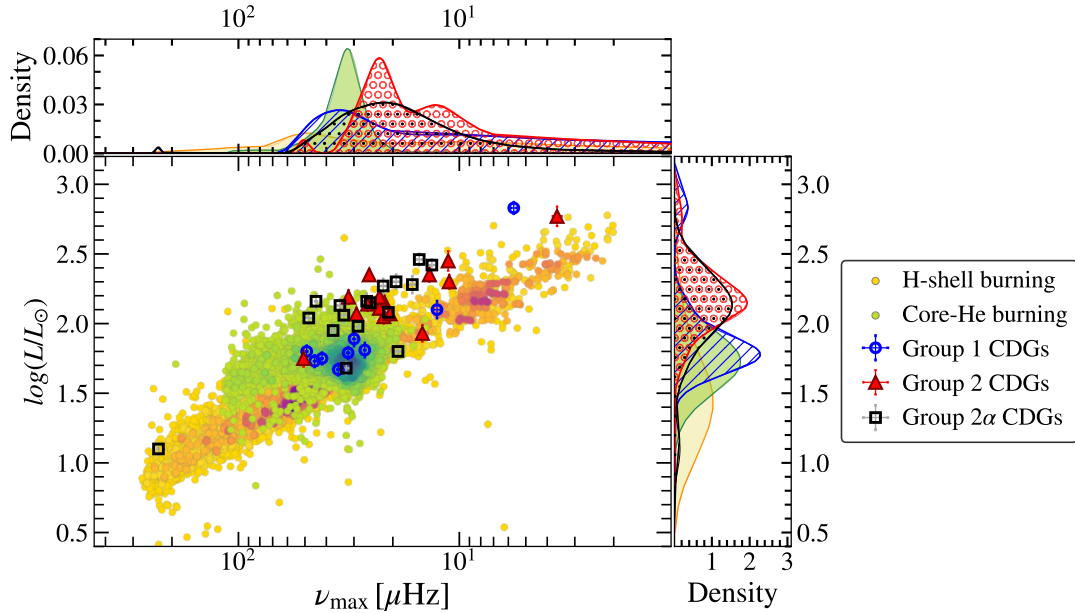 10² 10¹
0.06
0.03
0.00
Density
3.0
2.5
2.0
1.5
1.0
0.5
log(L/L⊙)
10² 10¹
ν_max [μHz]
3.0
2.5
2.0
1.5
1.0
0.5
1 2 3
Density
H-shell burning
Core-He burning
Group 1 CDGs
Group 2 CDGs
Group 2α CDGs